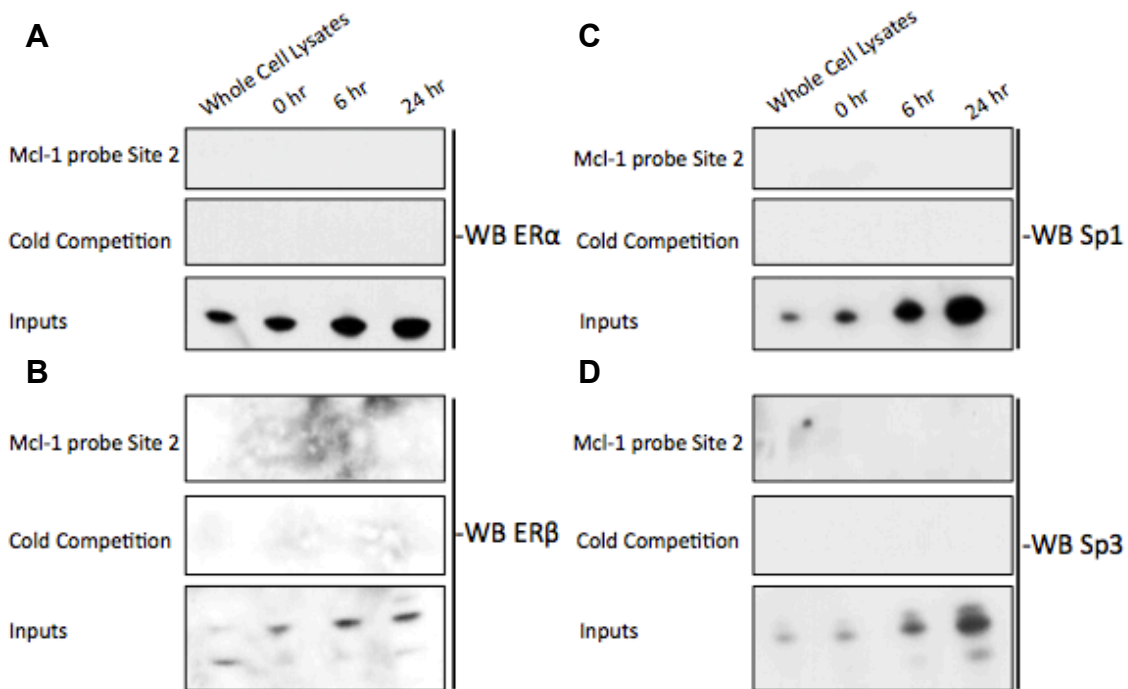 A
Whole Cell Lysates
0 hr
6 hr
24 hr
Mcl-1 probe Site 2
Cold Competition
Inputs
-WB ERα
B
Mcl-1 probe Site 2
Cold Competition
Inputs
-WB ERβ
C
Whole Cell Lysates
0 hr
6 hr
24 hr
Mcl-1 probe Site 2
Cold Competition
Inputs
-WB Sp1
D
Mcl-1 probe Site 2
Cold Competition
Inputs
-WB Sp3